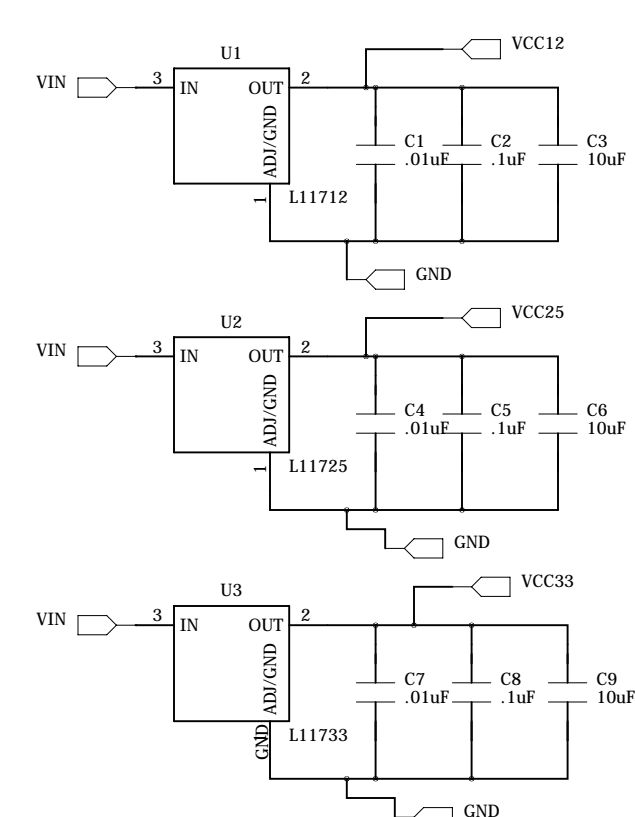 U1
VCC12
VIN
3
IN
OUT
2
ADJ/GND
1
L11712
C1
.01uF
C2
.1uF
C3
10uF
GND
U2
VCC25
VIN
3
IN
OUT
2
ADJ/GND
1
L11725
C4
.01uF
C5
.1uF
C6
10uF
GND
U3
VCC33
VIN
3
IN
OUT
2
ADJ/GND
GND
1
L11733
C7
.01uF
C8
.1uF
C9
10uF
GND